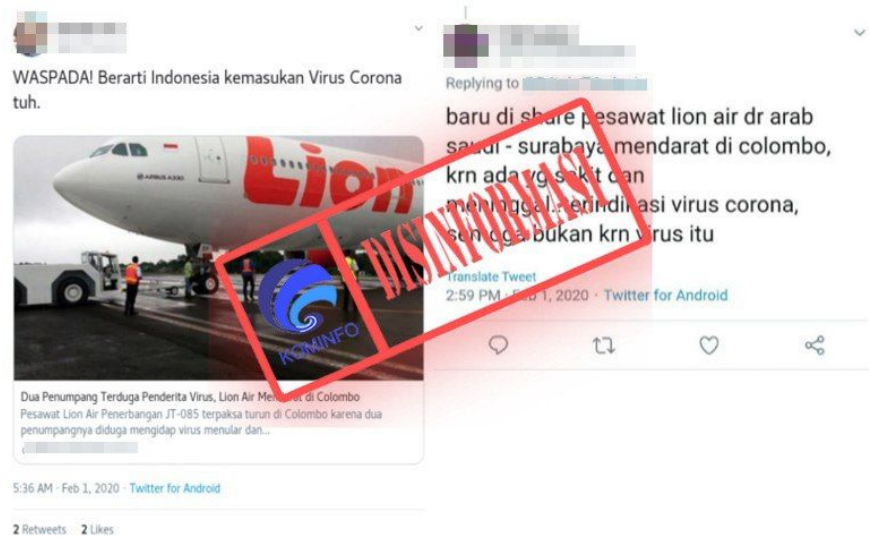 WASPADA! Berarti Indonesia kemasukan Virus Corona
tuh.
AIRBUS A330
Lion
Dua Penumpang Terduga Penderita Virus, Lion Air Mendarat di Colombo
Pesawat Lion Air Penerbangan JT-085 terpaksa turun di Colombo karena dua
penumpangnya diduga mengidap virus menular dan...
5:36 AM · Feb 1, 2020 · Twitter for Android
2 Retweets 2 Likes
Replying to
baru di share pesawat lion air dr arab
saudi - surabaya mendarat di colombo,
krn ada yg sakit dan
meninggal.. virus corona,
semoga bukan krn virus itu
Translate Tweet
2:59 PM · Feb 1, 2020 · Twitter for Android
KOMINFO
DISINFORMASI